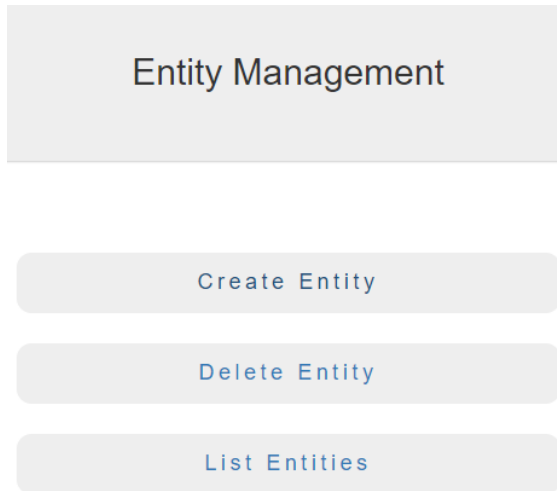 Entity Management
Create Entity
Delete Entity
List Entities